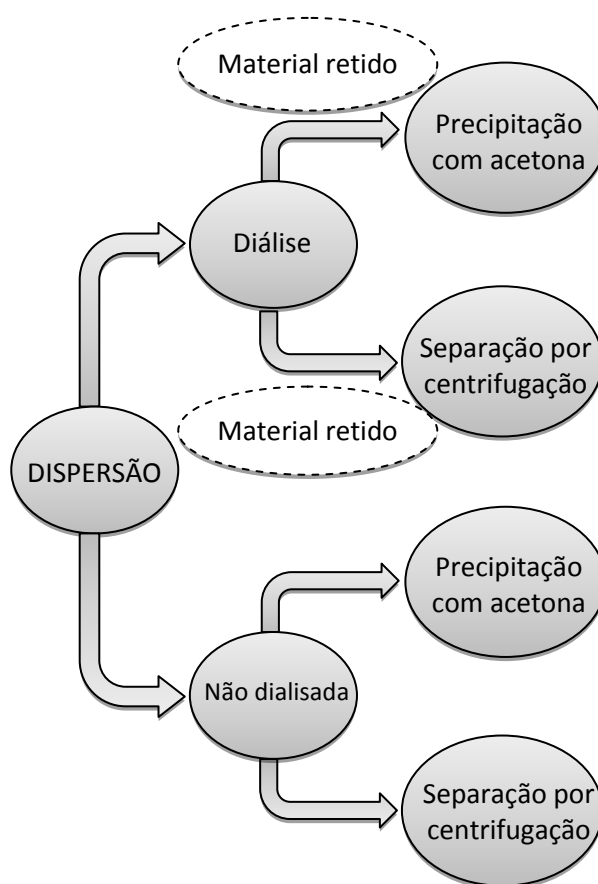 Material retido
Precipitação
com acetona
Diálise
Separação por
centrifugação
Material retido
DISPERSÃO
Precipitação
com acetona
Não dialisada
Separação por
centrifugação